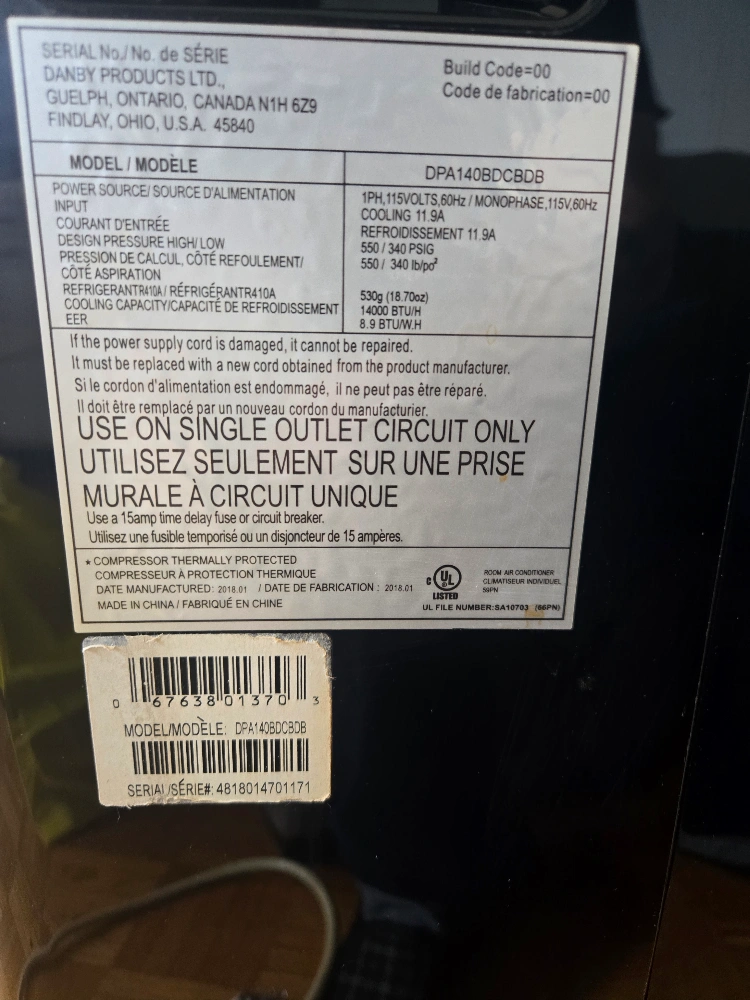 SERIAL No./ No. de SÉRIE
DANBY PRODUCTS LTD.,
GUELPH, ONTARIO, CANADA N1H 6Z9
FINDLAY, OHIO, U.S.A. 45840
Build Code=00
Code de fabrication=00
MODEL / MODÈLE
DPA140BDCBDB
POWER SOURCE/ SOURCE D'ALIMENTATION
1PH,115VOLTS,60Hz / MONOPHASE,115V,60Hz
INPUT
COOLING 11.9A
COURANT D'ENTRÉE
REFROIDISSEMENT 11.9A
DESIGN PRESSURE HIGH/ LOW
550 / 340 PSIG
PRESSION DE CALCUL, CÔTÉ REFOULEMENT/
550 / 340 lb/po²
CÔTÉ ASPIRATION
REFRIGERANTR410A/ RÉFRIGÉRANTR410A
530g (18.70oz)
COOLING CAPACITY/CAPACITÉ DE REFROIDISSEMENT
14000 BTU/H
EER
8.9 BTU/W.H
If the power supply cord is damaged, it cannot be repaired.
It must be replaced with a new cord obtained from the product manufacturer.
Si le cordon d'alimentation est endommagé, il ne peut pas être réparé.
Il doit être remplacé par un nouveau cordon du manufacturier.
USE ON SINGLE OUTLET CIRCUIT ONLY
UTILISEZ SEULEMENT SUR UNE PRISE
MURALE À CIRCUIT UNIQUE
Use a 15amp time delay fuse or circuit breaker.
Utilisez une fusible temporisé ou un disjoncteur de 15 ampères.
★ COMPRESSOR THERMALLY PROTECTED
COMPRESSEUR À PROTECTION THERMIQUE
DATE MANUFACTURED: 2018.01 / DATE DE FABRICATION : 2018.01
MADE IN CHINA / FABRIQUÉ EN CHINE
c UL ®
LISTED
ROOM AIR CONDITIONER
CLIMATISEUR INDIVIDUEL
59PN
UL FILE NUMBER:SA10703 (66PN)
0 67638 01370 3
MODEL/MODÈLE: DPA140BDCBDB
SERIAL/SÉRIE#: 4818014701171